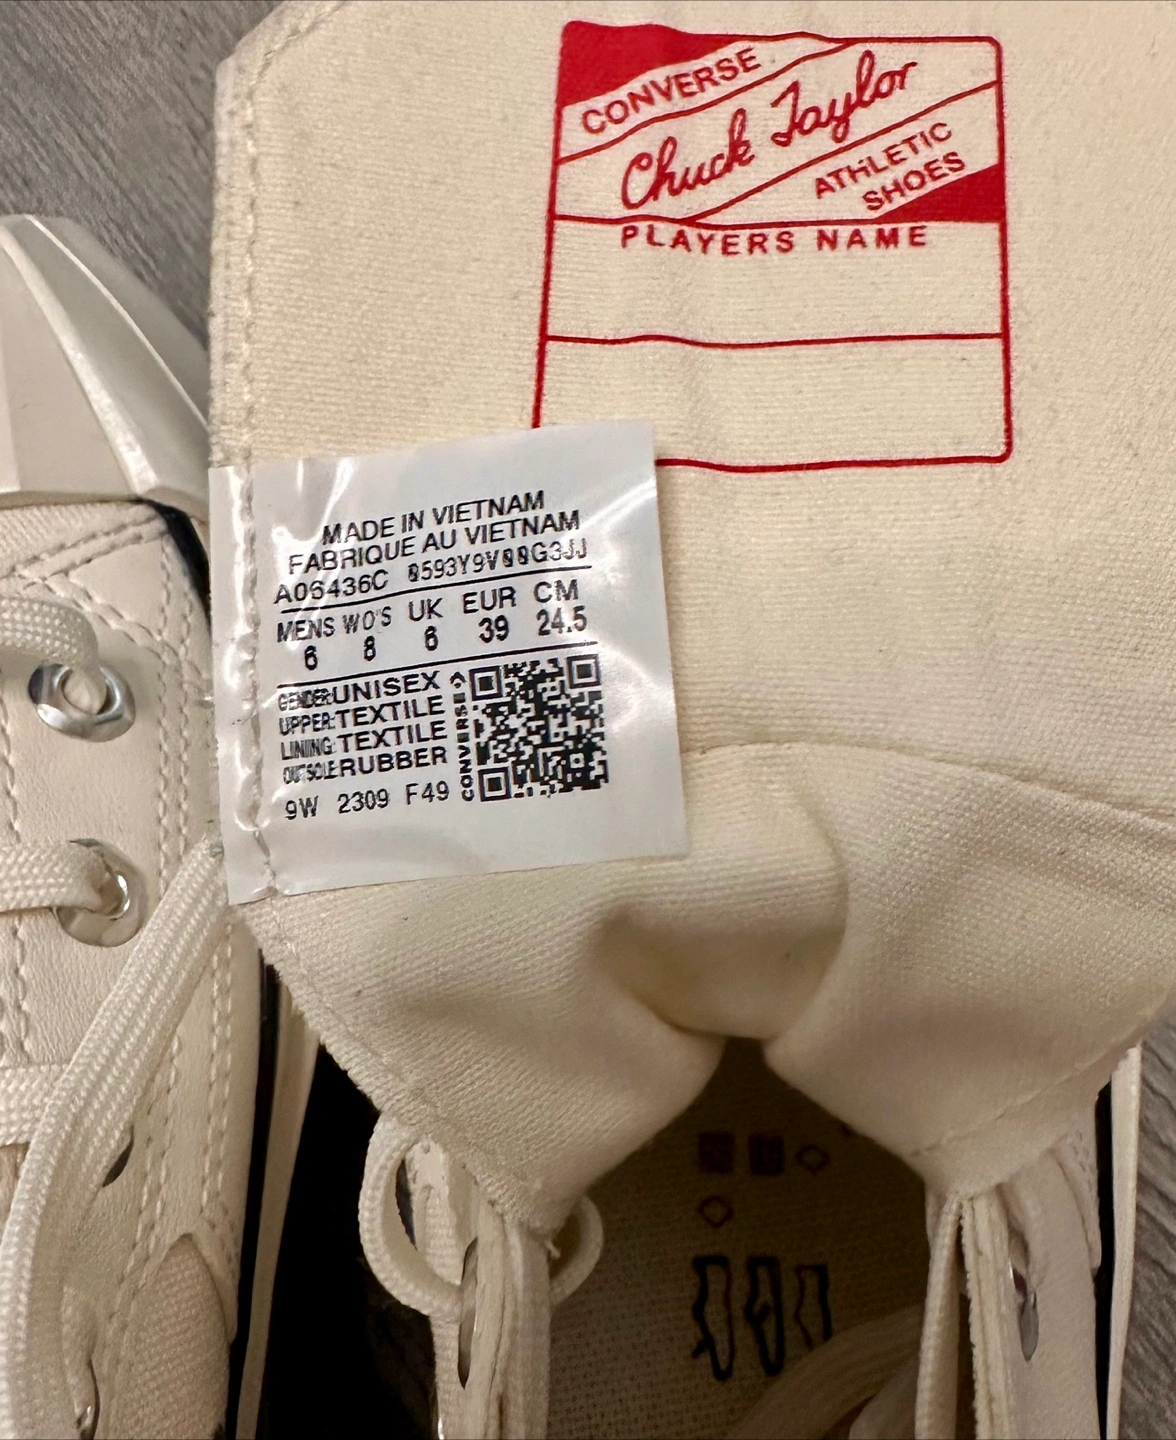 CONVERSE
Chuck Taylor
ATHLETIC
SHOES
PLAYERS NAME
MADE IN VIETNAM
FABRIQUE AU VIETNAM
A06436C
MENS WO'S UK EUR CM
6 8 6 39 24.5
GENDER:UNISEX
UPPER:TEXTILE
LINING:TEXTILE
OUTSOLE:RUBBER
CONVERSE
9W 2309 F49